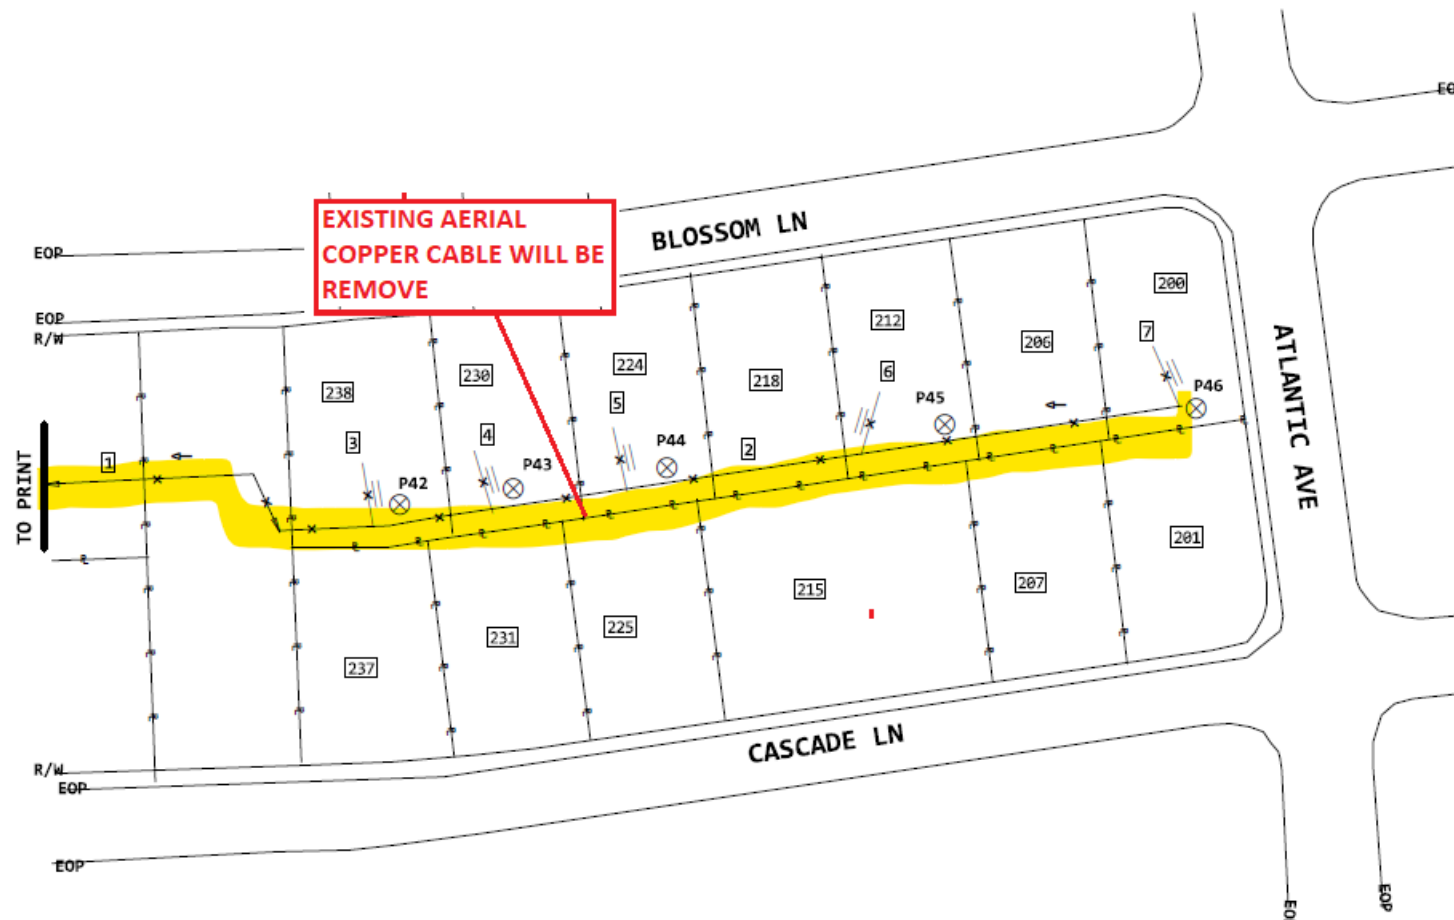 EOP
EXISTING AERIAL
COPPER CABLE WILL BE
REMOVE
BLOSSOM LN
EOP
EOP
R/W
200
212
206
7
224
6
P46
238
230
218
5
P45
ATLANTIC AVE
3
4
P44
2
1
P43
P42
TO PRINT
201
215
207
231
225
237
CASCADE LN
R/W
EOP
EOP
EOP